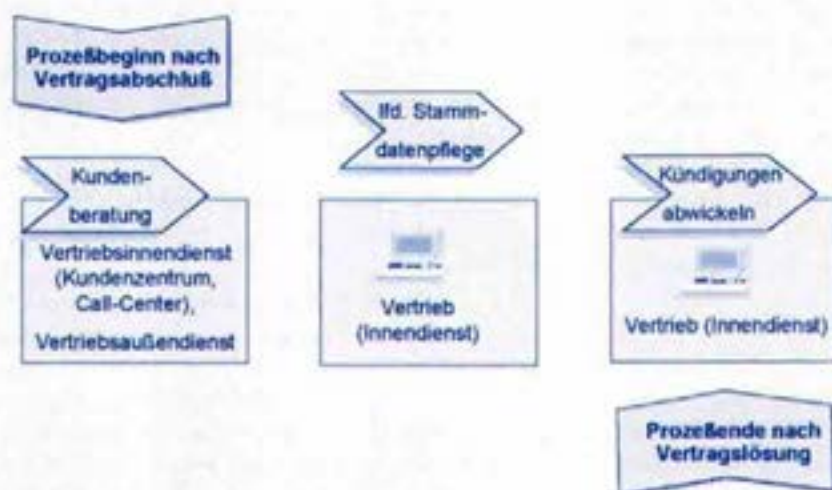 Prozeßbeginn nach
Vertragsabschluß
Kunden-
beratung
Vertriebsinnendienst
(Kundenzentrum,
Call-Center),
Vertriebsaußendienst
lfd. Stamm-
datenpflege
Vertrieb
(Innendienst)
Kündigungen
abwickeln
Vertrieb (Innendienst)
Prozeßende nach
Vertragslösung